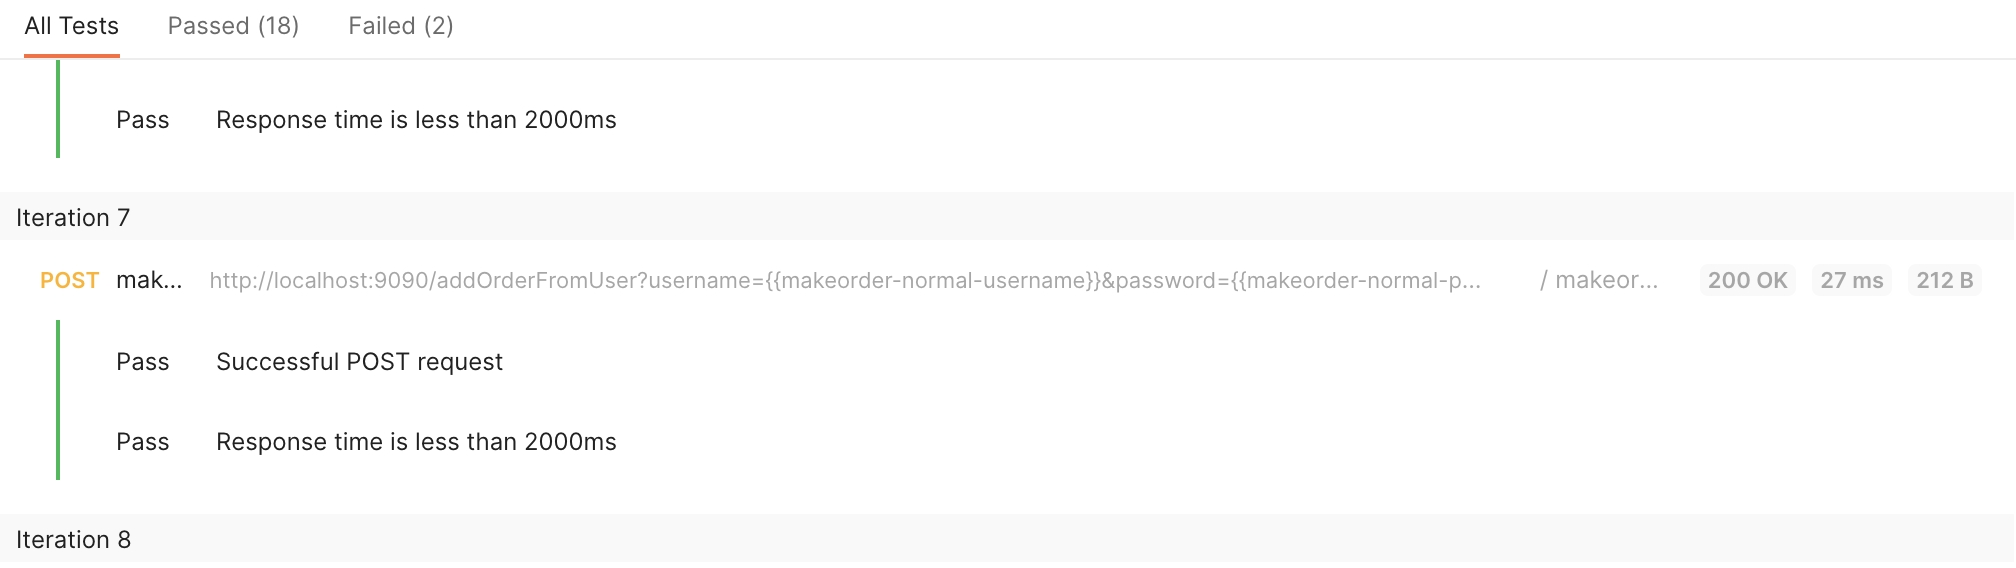 All Tests Passed (18) Failed (2)
Pass Response time is less than 2000ms
Iteration 7
POST mak... http://localhost:9090/addOrderFromUser?username={{makeorder-normal-username}}&password={{makeorder-normal-p... / makeor... 200 OK 27 ms 212 B
Pass Successful POST request
Pass Response time is less than 2000ms
Iteration 8